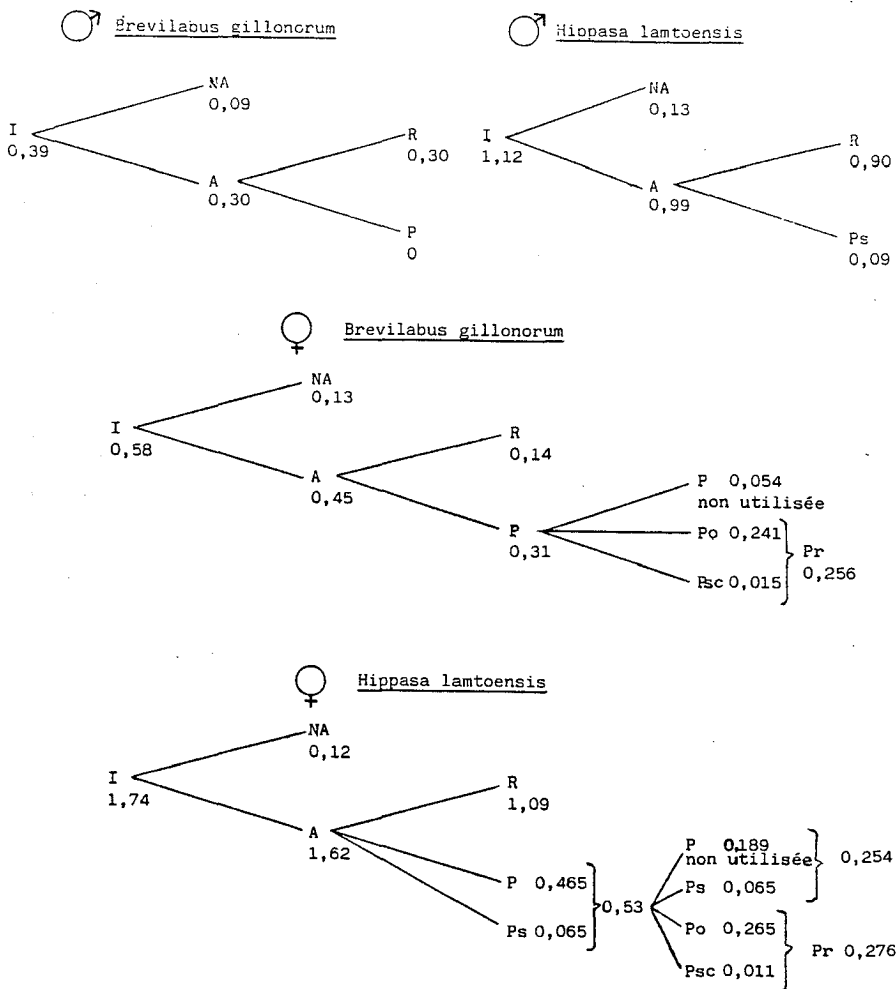 ♂ Brevilabus gillonorum
♂ Hippasa lamtoensis
NA
0,09
I
0,39
A
0,30
R
0,30
P
0
NA
0,13
I
1,12
A
0,99
R
0,90
Ps
0,09
♀ Brevilabus gillonorum
NA
0,13
I
0,58
A
0,45
R
0,14
P
0,31
P 0,054
non utilisée
Po 0,241
Psc 0,015
Pr
0,256
♀ Hippasa lamtoensis
NA
0,12
I
1,74
A
1,62
R
1,09
P 0,465
Ps 0,065
0,53
P 0,189
non utilisée
Ps 0,065
0,254
Po 0,265
Psc 0,011
Pr 0,276